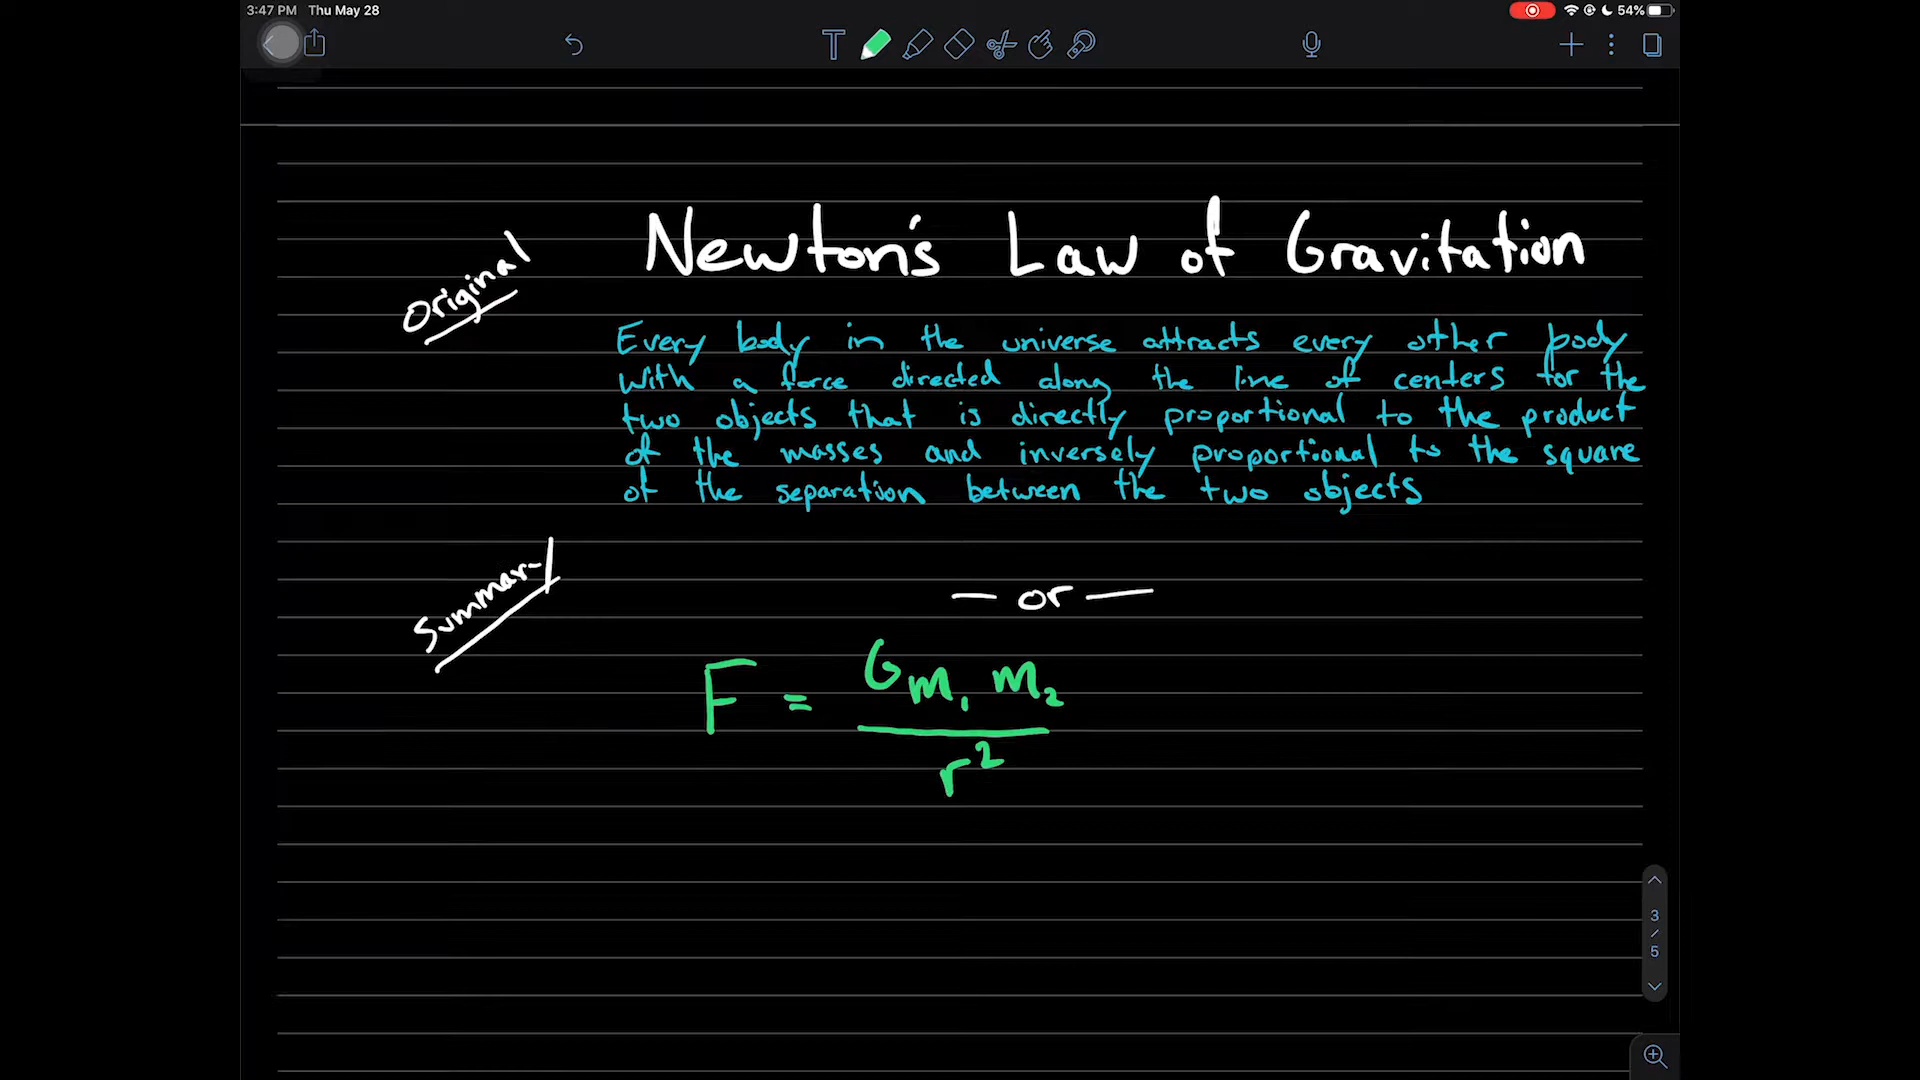 3:47 PM Thu May 28
54%
Newton's Law of Gravitation
Original
Every body in the universe attracts every other body
with a force directed along the line of centers for the
two objects that is directly proportional to the product
of the masses and inversely proportional to the square
of the separation between the two objects
Summary
— or —
F = Gm₁ m₂
r²
3
/
5